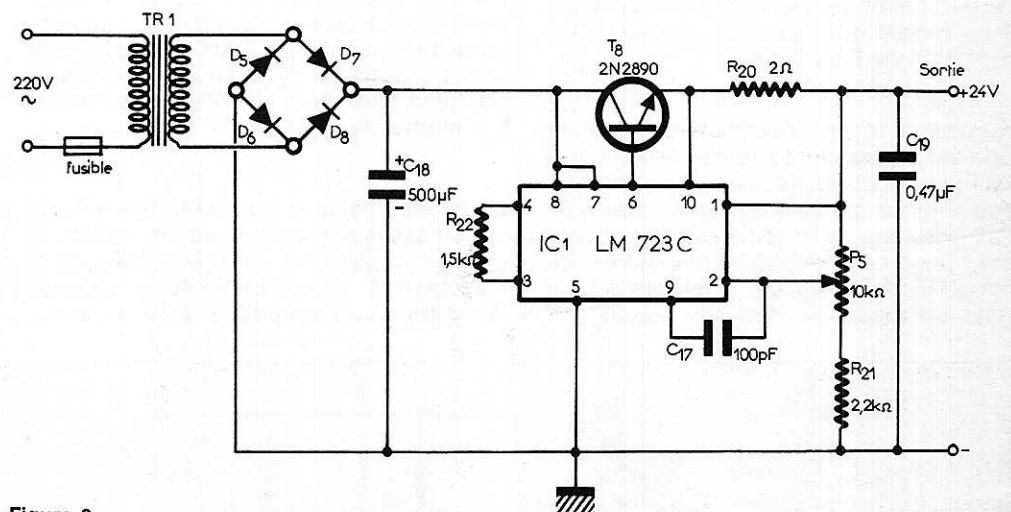 TR 1
220V
~
fusible
D5
D7
D6
D8
+
C18
500µF
-
T8
2N2890
R20 2Ω
Sortie
+24V
C19
0,47µF
R22
1,5kΩ
4
8
7
6
10
1
IC1 LM 723 C
3
5
9
2
C17
100pF
P5
10kΩ
R21
2,2kΩ
-